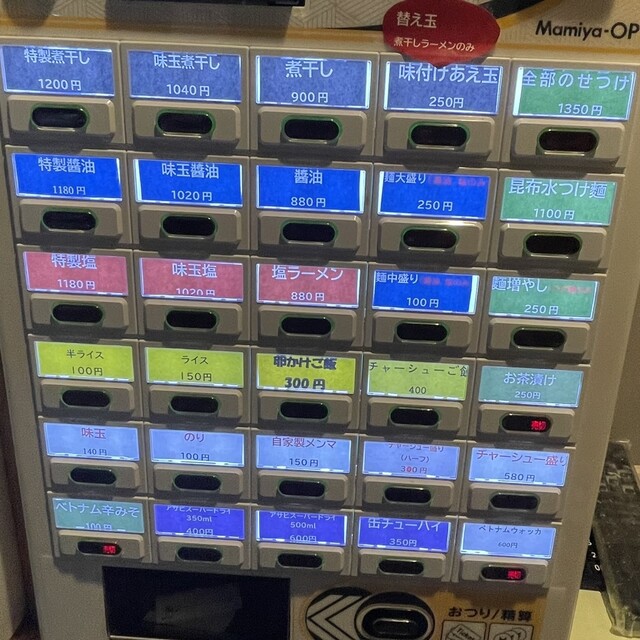 替え玉
煮干しラーメンのみ
Mamiya-OP
特製煮干し
1200円
味玉煮干し
1040円
煮干し
900円
味付けあえ玉
250円
全部のせつけ
1350円
特製醤油
1180円
味玉醤油
1020円
醤油
880円
麺大盛り
250円
昆布水つけ麺
1100円
特製塩
1180円
味玉塩
1020円
塩ラーメン
880円
麺中盛り
100円
麺増やし
250円
半ライス
100円
ライス
150円
卵かけご飯
300円
チャーシューご飯
400
お茶漬け
250円
味玉
140円
のり
100円
自家製メンマ
150円
チャーシュー盛り
(ハーフ)
300円
チャーシュー盛り
580円
ベトナム辛みそ
100円
アサヒスーパードライ
350ml
400円
アサヒスーパードライ
500ml
600円
缶チューハイ
350円
ベトナムウォッカ
600円
おつり/精算